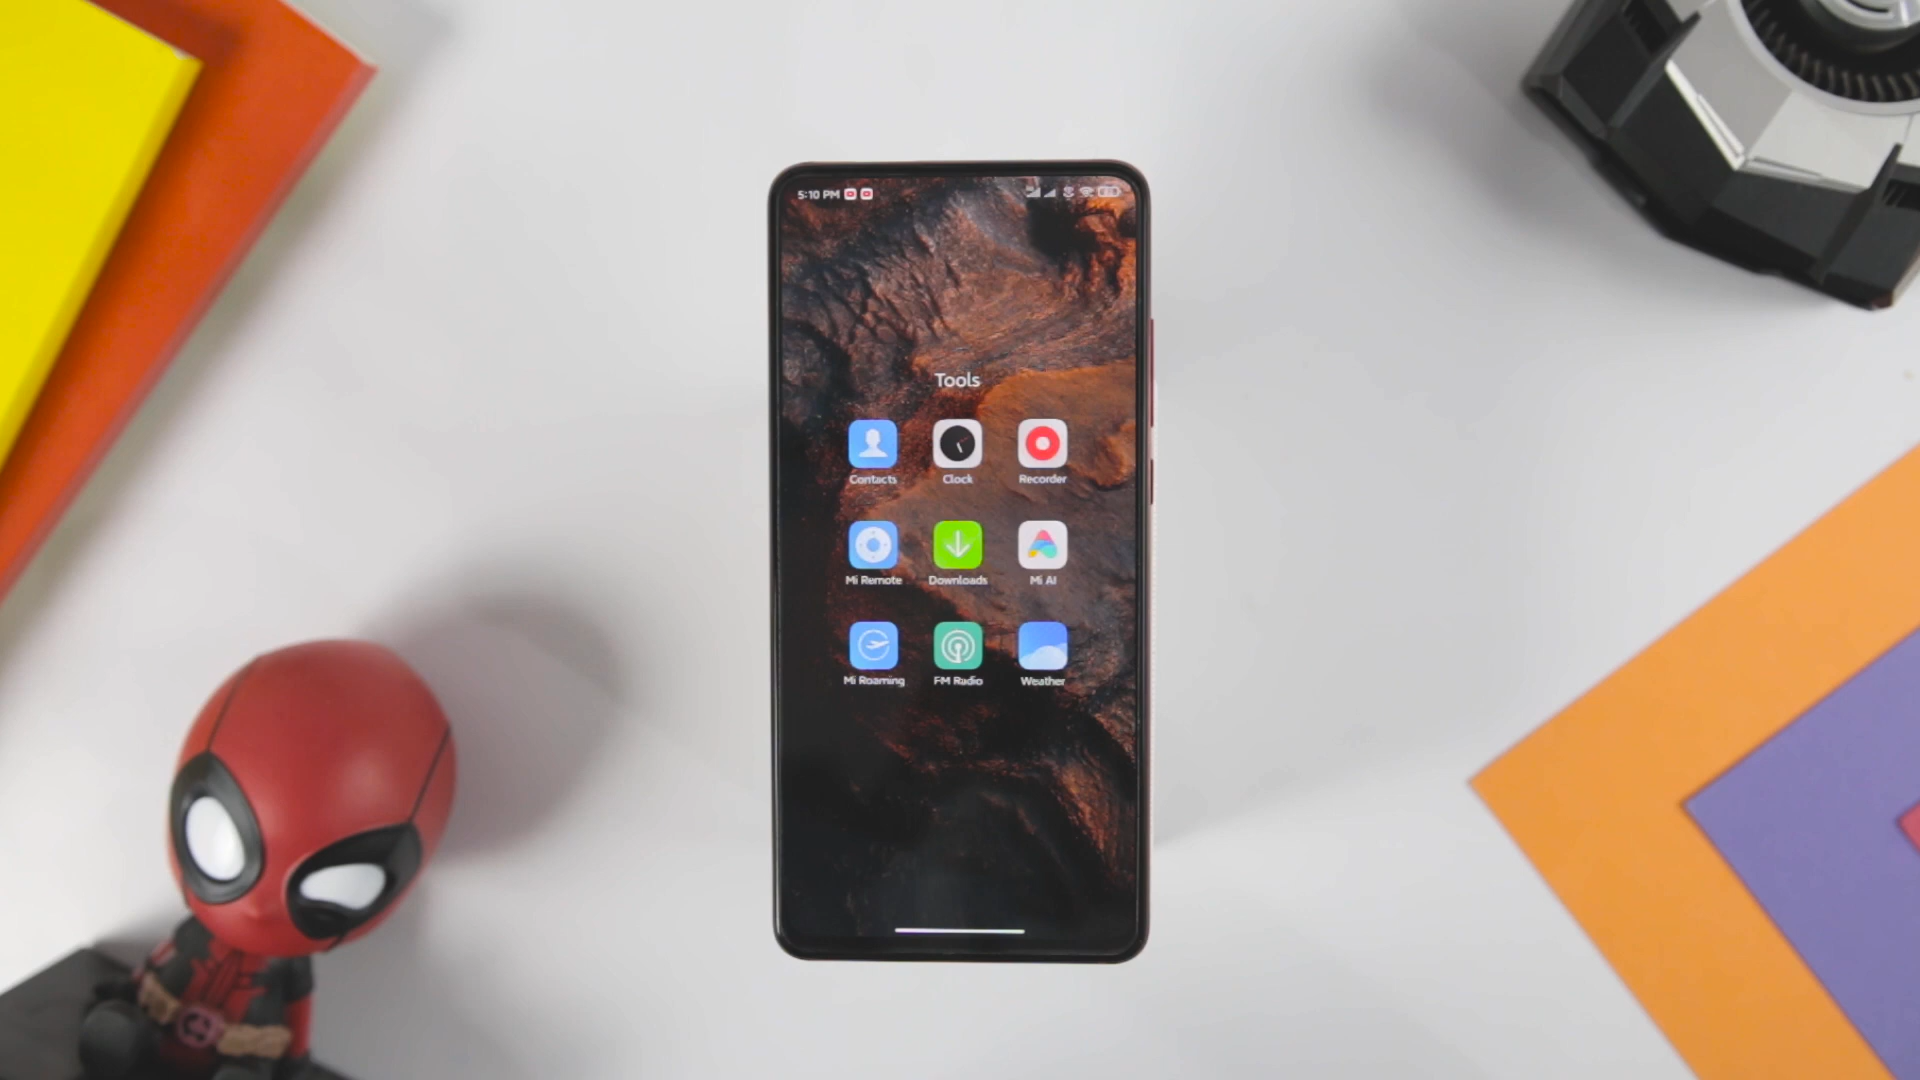 5:10 PM
Tools
Contacts Clock Recorder
Mi Remote Downloads Mi AI
Mi Roaming FM Radio Weather